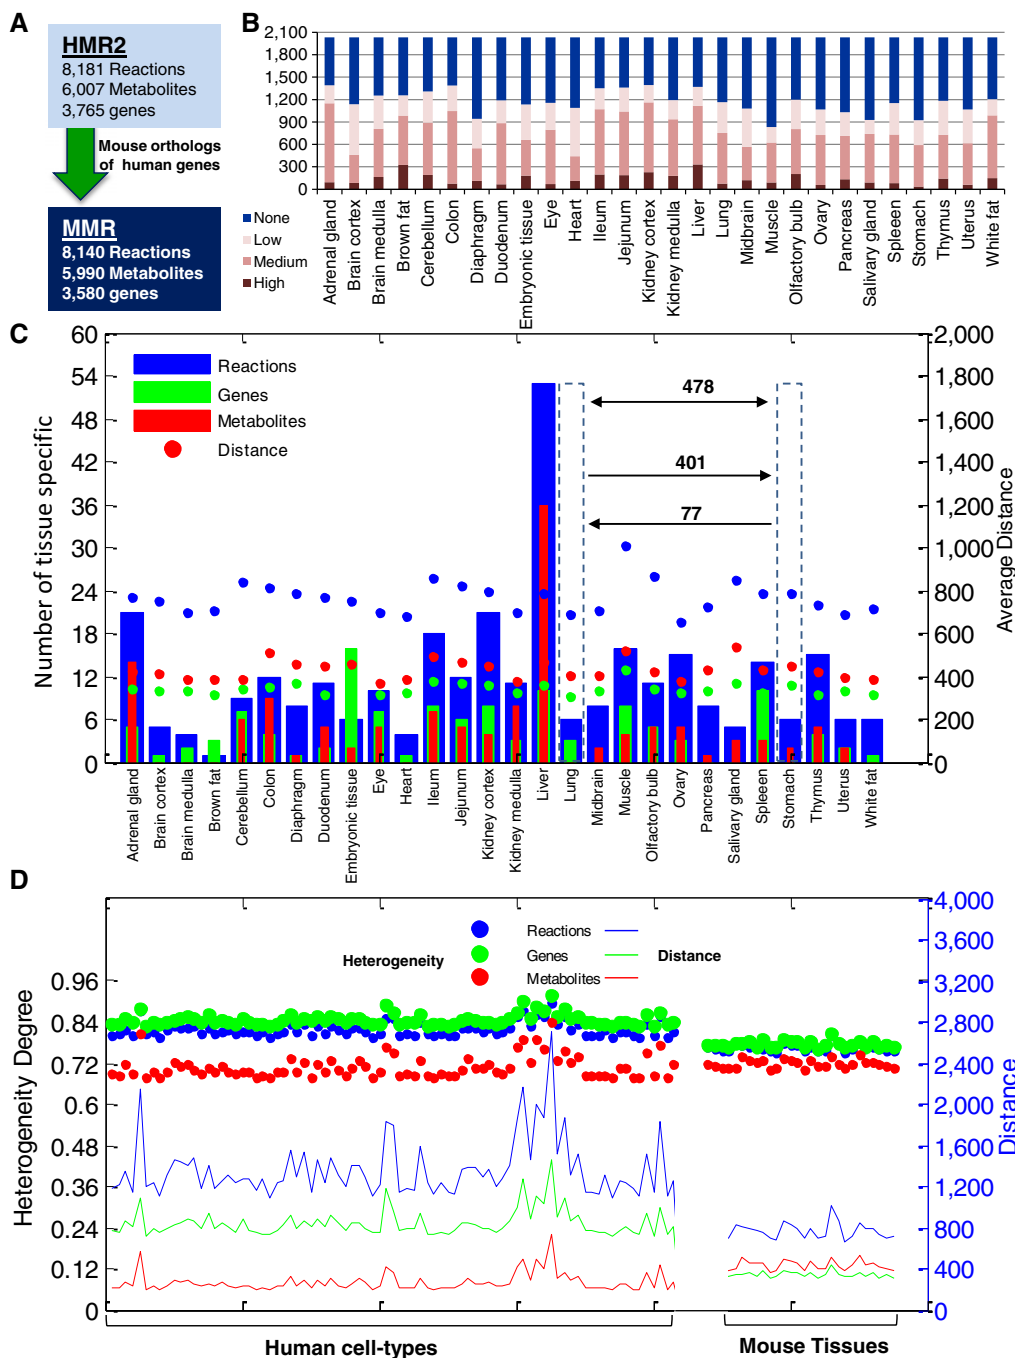 A
HMR2
8,181 Reactions
6,007 Metabolites
3,765 genes
Mouse orthologs
of human genes
MMR
8,140 Reactions
5,990 Metabolites
3,580 genes
B
2,100
1,800
1,500
1,200
900
600
300
0
None
Low
Medium
High
Adrenal gland
Brain cortex
Brain medulla
Brown fat
Cerebellum
Colon
Diaphragm
Duodenum
Embryonic tissue
Eye
Heart
Ileum
Jejunum
Kidney cortex
Kidney medulla
Liver
Lung
Midbrain
Muscle
Olfactory bulb
Ovary
Pancreas
Salivary gland
Spleen
Stomach
Thymus
Uterus
White fat
C
Number of tissue specific
60
54
48
42
36
30
24
18
12
6
0
Reactions
Genes
Metabolites
Distance
478
401
77
2,000
1,800
1,600
1,400
1,200
1,000
800
600
400
200
0
Average Distance
Adrenal gland
Brain cortex
Brain medulla
Brown fat
Cerebellum
Colon
Diaphragm
Duodenum
Embryonic tissue
Eye
Heart
Ileum
Jejunum
Kidney cortex
Kidney medulla
Liver
Lung
Midbrain
Muscle
Olfactory bulb
Ovary
Pancreas
Salivary gland
Spleeen
Stomach
Thymus
Uterus
White fat
D
Heterogeneity Degree
0.96
0.84
0.72
0.6
0.48
0.36
0.24
0.12
0
Heterogeneity
Reactions
Genes
Metabolites
Distance
4,000
3,600
3,200
2,800
2,400
2,000
1,600
1,200
800
400
0
Distance
Human cell-types
Mouse Tissues